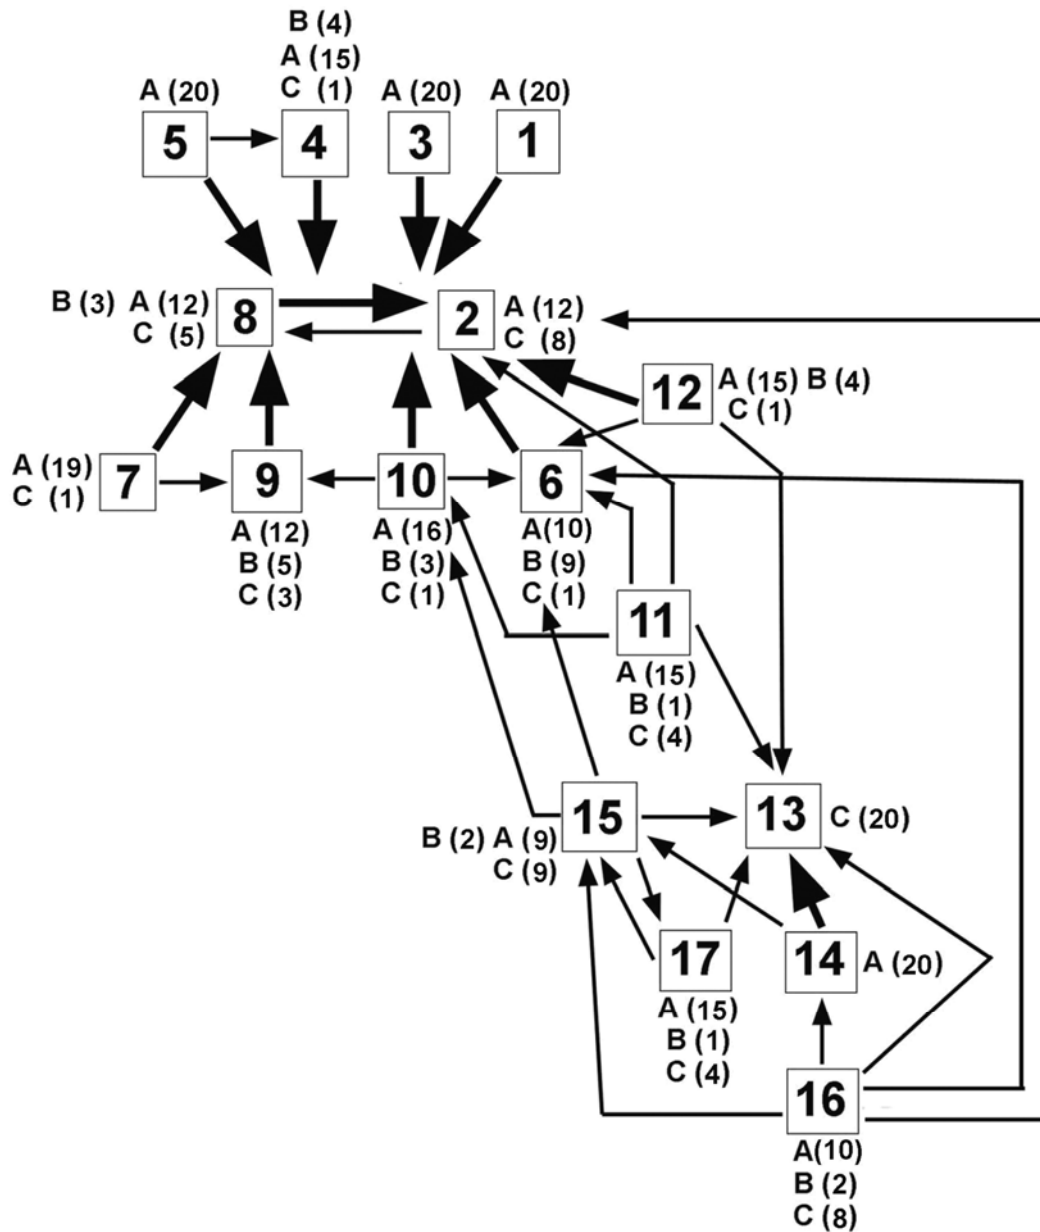 B (4)
A (15)
A (20) C (1) A (20) A (20)
5 4 3 1
B (3) A (12) 8 2 A (12)
C (5) C (8)
12 A (15) B (4)
C (1)
A (19) 7 9 10 6
C (1)
A (12) A (16) A(10)
B (5) B (3) B (9)
C (3) C (1) C (1)
11
A (15)
B (1)
C (4)
15 13 C (20)
B (2) A (9)
C (9)
17 14 A (20)
A (15)
B (1)
C (4)
16
A(10)
B (2)
C (8)